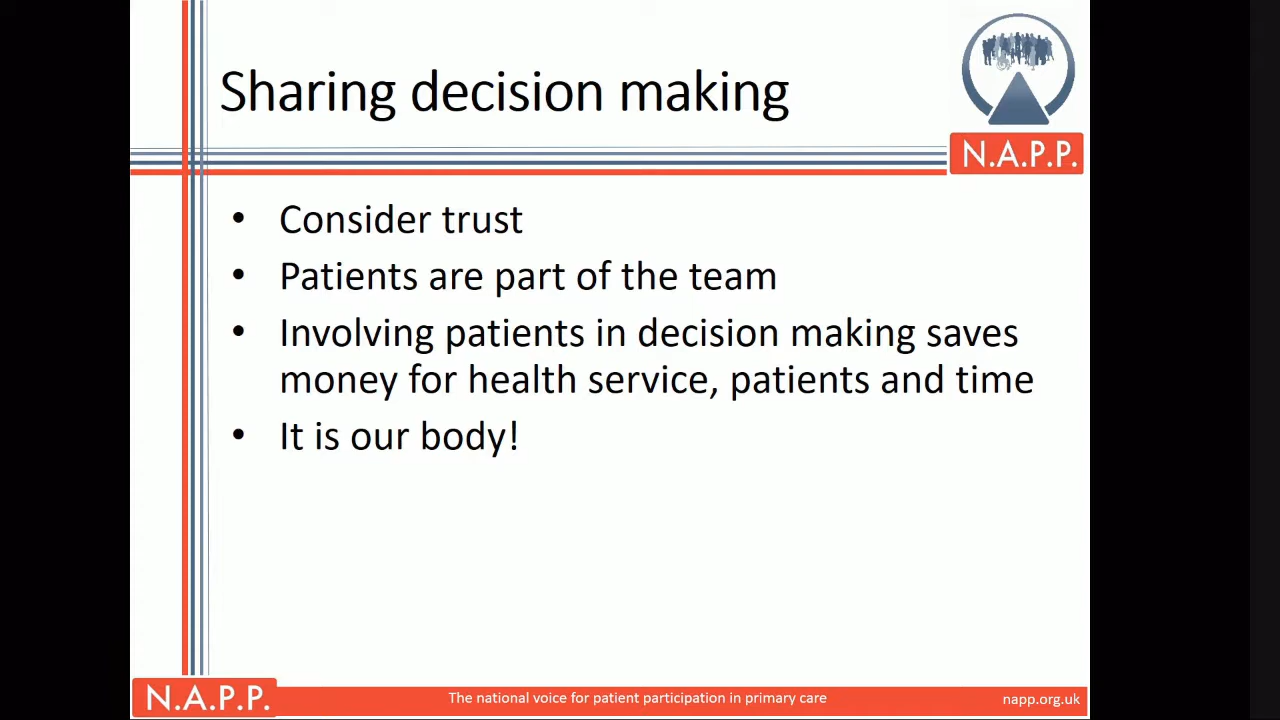 Sharing decision making
N.A.P.P.
• Consider trust
• Patients are part of the team
• Involving patients in decision making saves
money for health service, patients and time
• It is our body!
N.A.P.P.
The national voice for patient participation in primary care
napp.org.uk